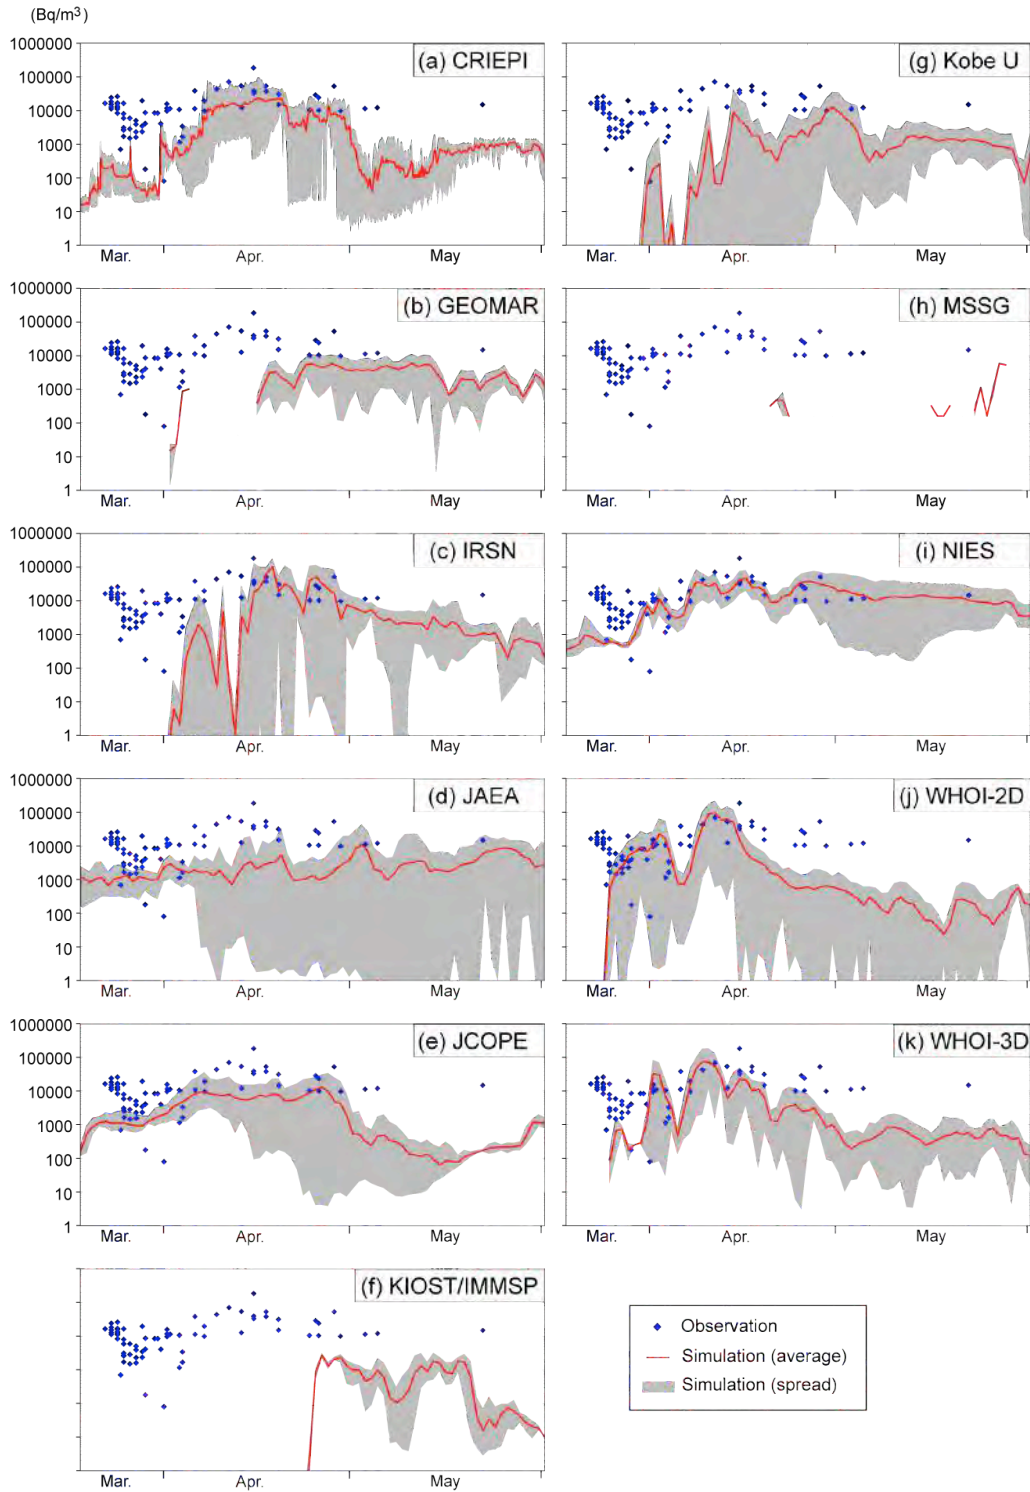 (Bq/m³)
(a) CRIEPI
1000000
100000
10000
1000
100
10
1
Mar. Apr. May
(g) Kobe U
Mar. Apr. May
(b) GEOMAR
1000000
100000
10000
1000
100
10
1
Mar. Apr. May
(h) MSSG
Mar. Apr. May
(c) IRSN
1000000
100000
10000
1000
100
10
1
Mar. Apr. May
(i) NIES
Mar. Apr. May
(d) JAEA
1000000
100000
10000
1000
100
10
1
Mar. Apr. May
(j) WHOI-2D
Mar. Apr. May
(e) JCOPE
1000000
100000
10000
1000
100
10
1
Mar. Apr. May
(k) WHOI-3D
Mar. Apr. May
(f) KIOST/IMMSP
Mar. Apr. May
Observation
Simulation (average)
Simulation (spread)